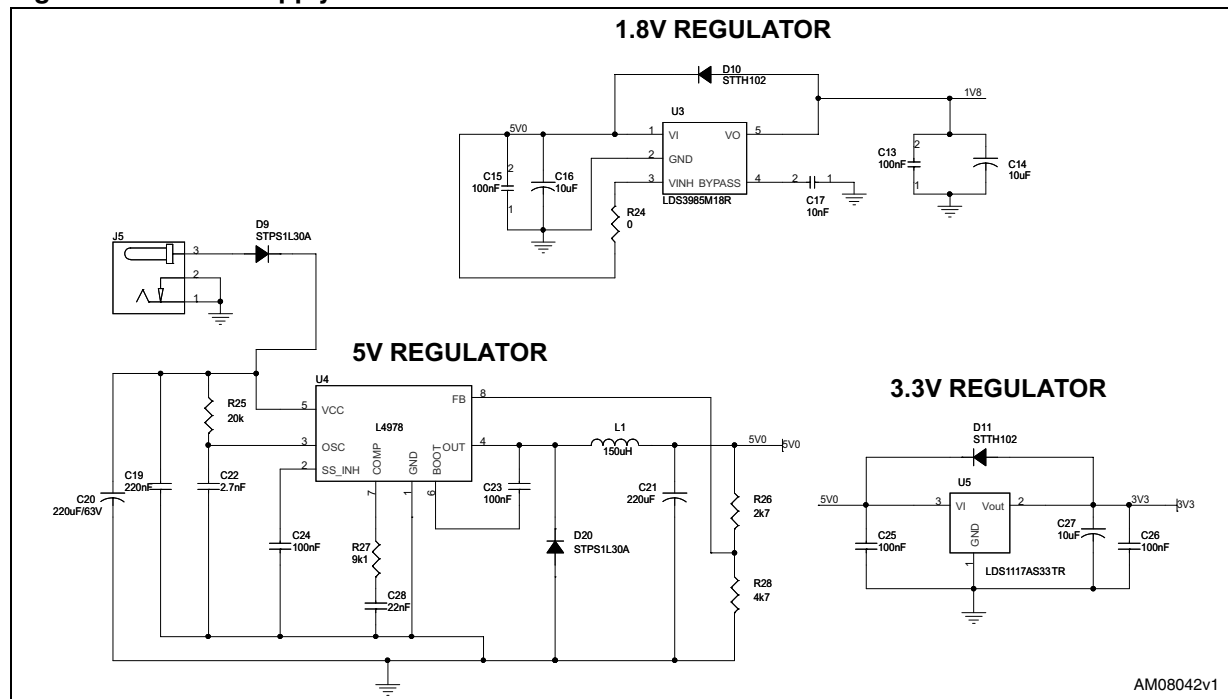 1.8V REGULATOR
D10
STTH102
U3
1V8
5V0
1 VI VO 5
2 GND
3 VINH BYPASS 4
LDS3985M18R
C15
100nF
2
1
C16
10uF
R24
0
2 1
C17
10nF
C13
100nF
2
1
C14
10uF
J5
3
2
1
D9
STPS1L30A
5V REGULATOR
U4
L4978
5 VCC
3 OSC
2 SS_INH
FB 8
OUT 4
COMP
GND
BOOT
7
1
6
R25
20k
C20
220uF/63V
C19
220nF
C22
2.7nF
C24
100nF
R27
9k1
C28
22nF
C23
100nF
D20
STPS1L30A
L1
150uH
C21
220uF
5V0
5V0
R26
2k7
R28
4k7
3.3V REGULATOR
D11
STTH102
U5
5V0
3 VI Vout 2
GND
1
LDS1117AS33TR
3V3
3V3
C25
100nF
C27
10uF
C26
100nF
AM08042v1